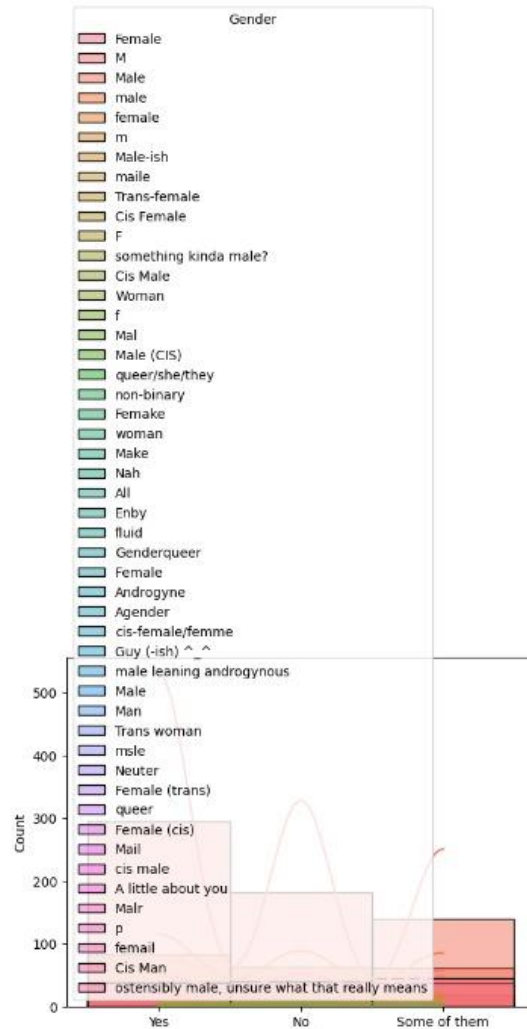 Gender
Female
M
Male
male
female
m
Male-ish
maile
Trans-female
Cis Female
F
something kinda male?
Cis Male
Woman
f
Mal
Male (CIS)
queer/she/they
non-binary
Femake
woman
Make
Nah
All
Enby
fluid
Genderqueer
Female
Androgyne
Agender
cis-female/femme
Guy (-ish) ^_^
male leaning androgynous
Male
Man
Trans woman
msle
Neuter
Female (trans)
queer
Female (cis)
Mail
cis male
A little about you
Malr
p
femail
Cis Man
ostensibly male, unsure what that really means
500
400
300
200
100
0
Count
Yes No Some of them